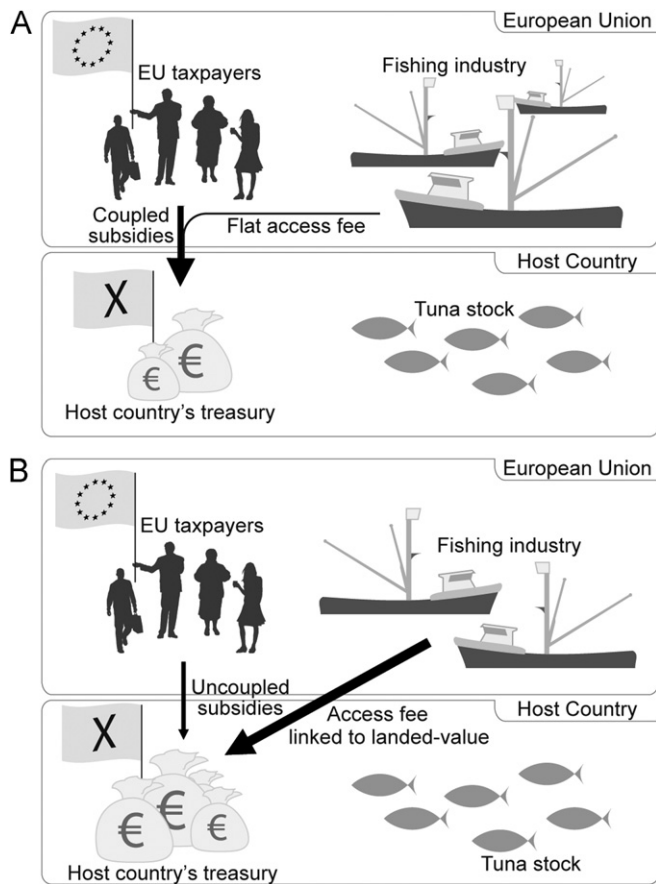 A
European Union
EU taxpayers
Fishing industry
Coupled
subsidies
Flat access fee
Host Country
X
Tuna stock
€
€
Host country's treasury
B
European Union
EU taxpayers
Fishing industry
Uncoupled
subsidies
Access fee
linked to landed-value
Host Country
X
€
€
€
Tuna stock
Host country's treasury